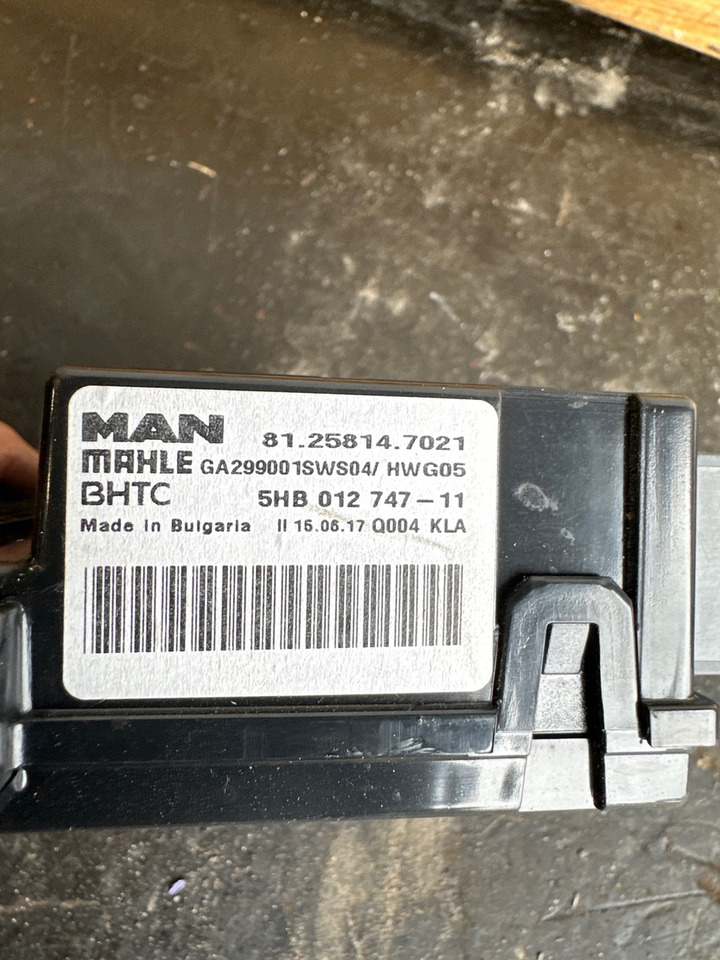 MAN 81.25814.7021
MAHLE GA299001SWS04/ HWG05
BHTC 5HB 012 747-11
Made in Bulgaria II 15.06.17 Q004 KLA